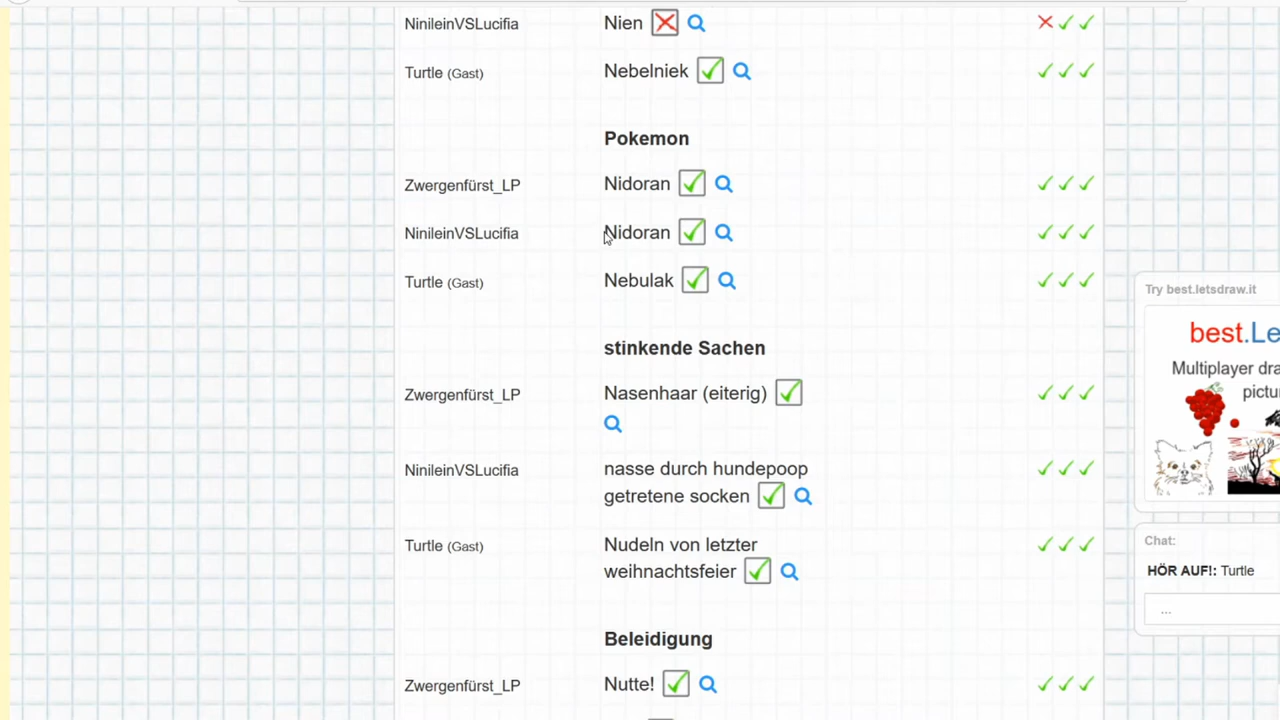 NinileinVSLucifia Nien
Turtle (Gast) Nebelniek
Pokemon
Zwergenfürst_LP Nidoran
NinileinVSLucifia Nidoran
Turtle (Gast) Nebulak
stinkende Sachen
Zwergenfürst_LP Nasenhaar (eiterig)
NinileinVSLucifia nasse durch hundepoop
getretene socken
Turtle (Gast) Nudeln von letzter
weihnachtsfeier
Beleidigung
Zwergenfürst_LP Nutte!
Try best.letsdraw.it
best.Le
Multiplayer dra
pictu
Chat:
HÖR AUF!: Turtle
...